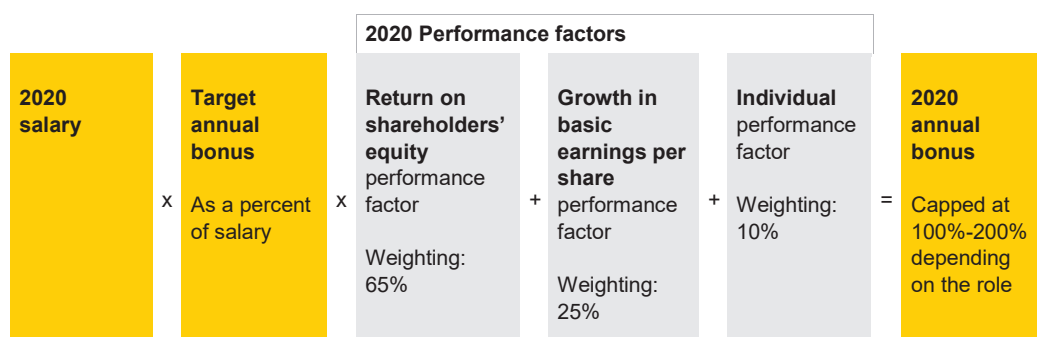 2020 Performance factors
2020
salary
x
Target
annual
bonus
As a percent
of salary
x
Return on
shareholders’
equity
performance
factor
Weighting:
65%
+
Growth in
basic
earnings per
share
performance
factor
Weighting:
25%
+
Individual
performance
factor
Weighting:
10%
=
2020
annual
bonus
Capped at
100%-200%
depending
on the role